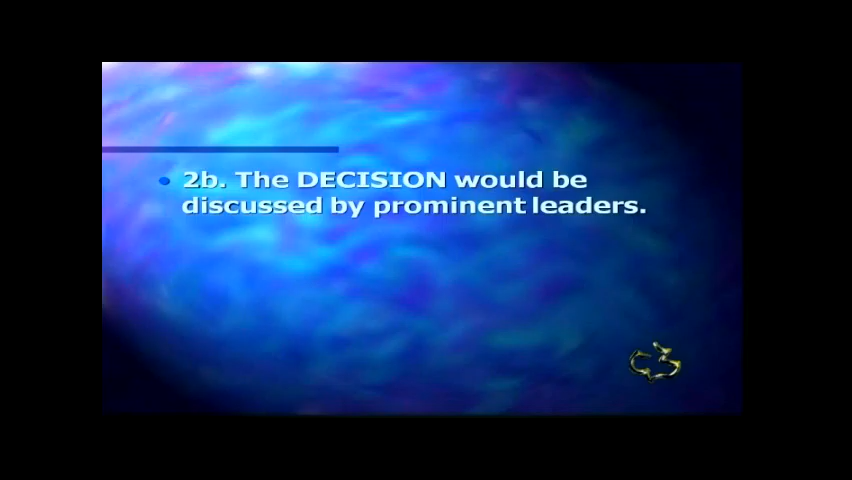 2b. The DECISION would be
discussed by prominent leaders.